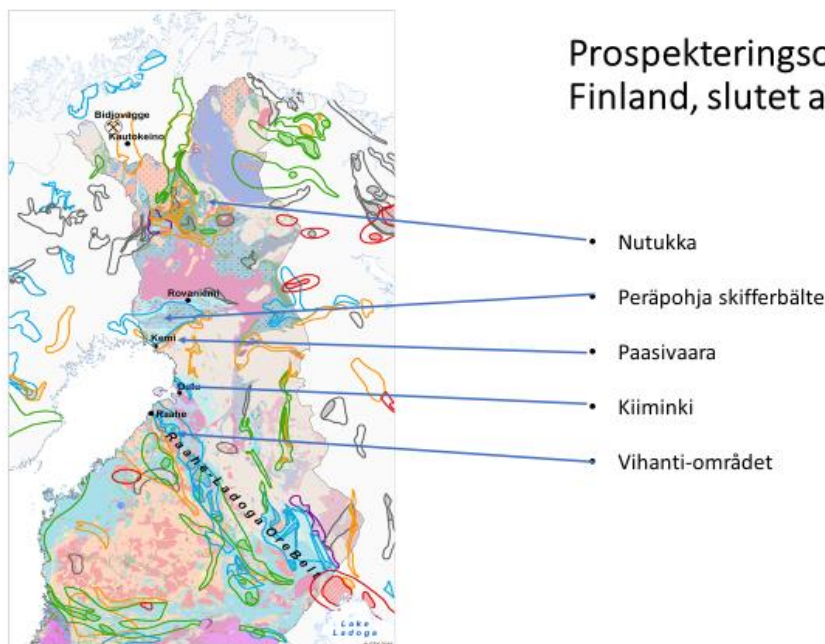 Prospekteringso
Finland, slutet a
Bidjovägge
Kautokeino
Nutukka
Rovaniemi
Peräpohja skifferbälte
Kemi
Paasivaara
Oulu
Kiiminki
Raahe
Vihanti-området
Raahe-Ladoga Ore Belt
Lake
Ladoga